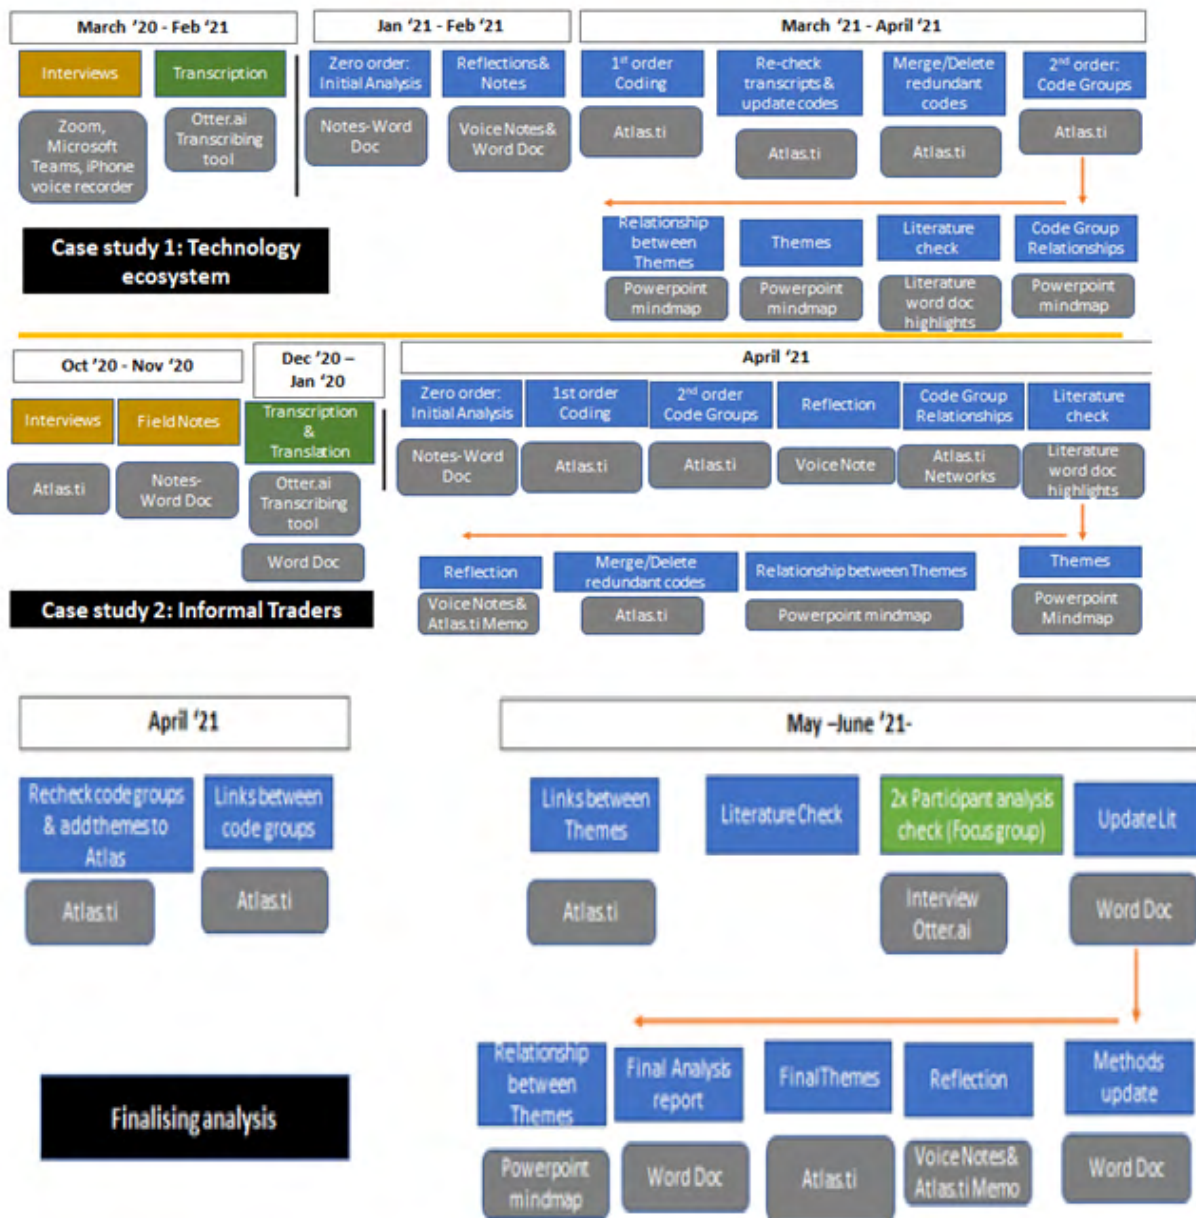 March '20 - Feb '21
Jan '21 - Feb '21
March '21 - April '21
Interviews
Transcription
Zero order:
Initial Analysis
Reflections &
Notes
1st order
Coding
Re-check
transcripts &
update codes
Merge/Delete
redundant
codes
2nd order:
Code Groups
Zoom,
Microsoft
Teams, iPhone
voice recorder
Otter.ai
Transcribing
tool
Notes-Word
Doc
Voice Notes &
Word Doc
Atlas.ti
Atlas.ti
Atlas.ti
Atlas.ti
Case study 1: Technology
ecosystem
Relationship
between
Themes
Themes
Literature
check
Code Group
Relationships
Powerpoint
mindmap
Powerpoint
mindmap
Literature
word doc
highlights
Powerpoint
mindmap
Oct '20 - Nov '20
Dec '20 –
Jan '20
April '21
Interviews
Field Notes
Transcription
&
Translation
Zero order:
Initial Analysis
1st order
Coding
2nd order
Code Groups
Reflection
Code Group
Relationships
Literature
check
Atlas.ti
Notes-
Word Doc
Otter.ai
Transcribing
tool
Word Doc
Notes-Word
Doc
Atlas.ti
Atlas.ti
Voice Note
Atlas.ti
Networks
Literature
word doc
highlights
Case study 2: Informal Traders
Reflection
Merge/Delete
redundant codes
Relationship between Themes
Themes
Voice Notes &
Atlas.ti Memo
Atlas.ti
Powerpoint mindmap
Powerpoint
Mindmap
April '21
May –June '21-
Recheck code groups
& add themes to
Atlas
Links between
code groups
Links between
Themes
Literature Check
2x Participant analysis
check (Focus group)
Update Lit
Atlas.ti
Atlas.ti
Atlas.ti
Interview
Otter.ai
Word Doc
Finalising analysis
Relationship
between
Themes
Final Analysis
report
Final Themes
Reflection
Methods
update
Powerpoint
mindmap
Word Doc
Atlas.ti
Voice Notes &
Atlas.ti Memo
Word Doc